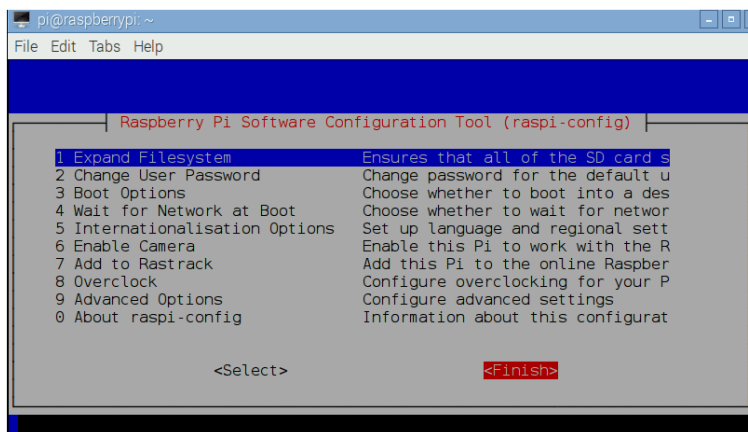 pi@raspberrypi: ~
File Edit Tabs Help
Raspberry Pi Software Configuration Tool (raspi-config)
1 Expand Filesystem Ensures that all of the SD card s
2 Change User Password Change password for the default u
3 Boot Options Choose whether to boot into a des
4 Wait for Network at Boot Choose whether to wait for networ
5 Internationalisation Options Set up language and regional sett
6 Enable Camera Enable this Pi to work with the R
7 Add to Rastrack Add this Pi to the online Raspber
8 Overclock Configure overclocking for your P
9 Advanced Options Configure advanced settings
0 About raspi-config Information about this configurat
<Select> <Finish>